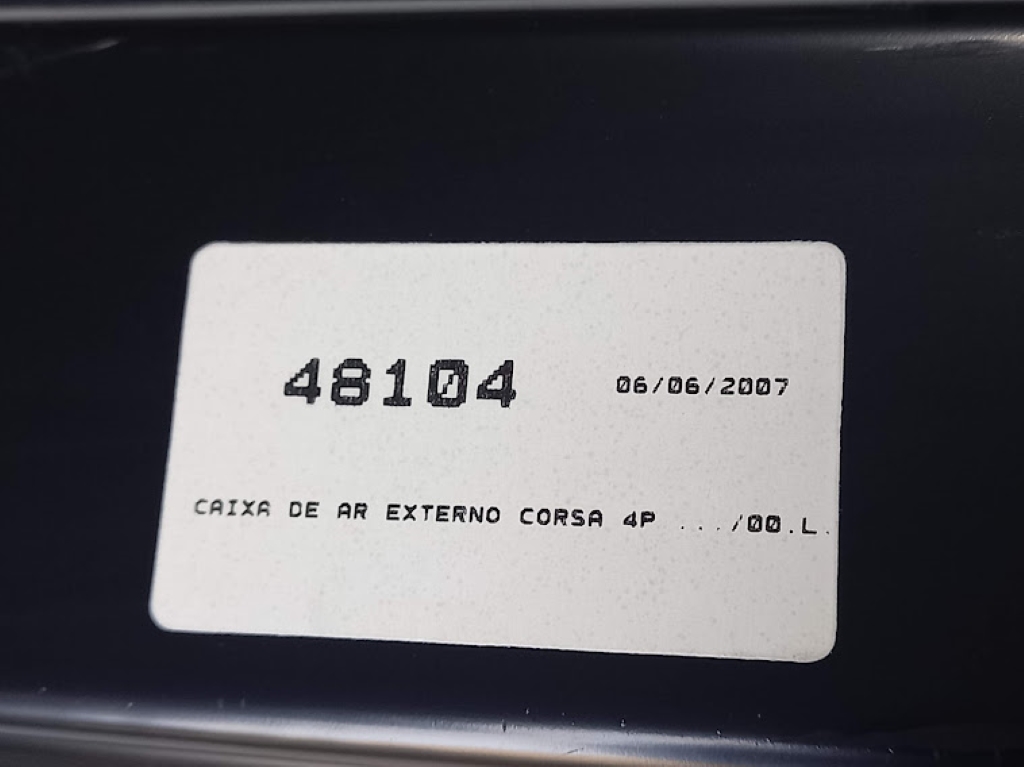 48104 06/06/2007
CAIXA DE AR EXTERNO CORSA 4P .../00.L.